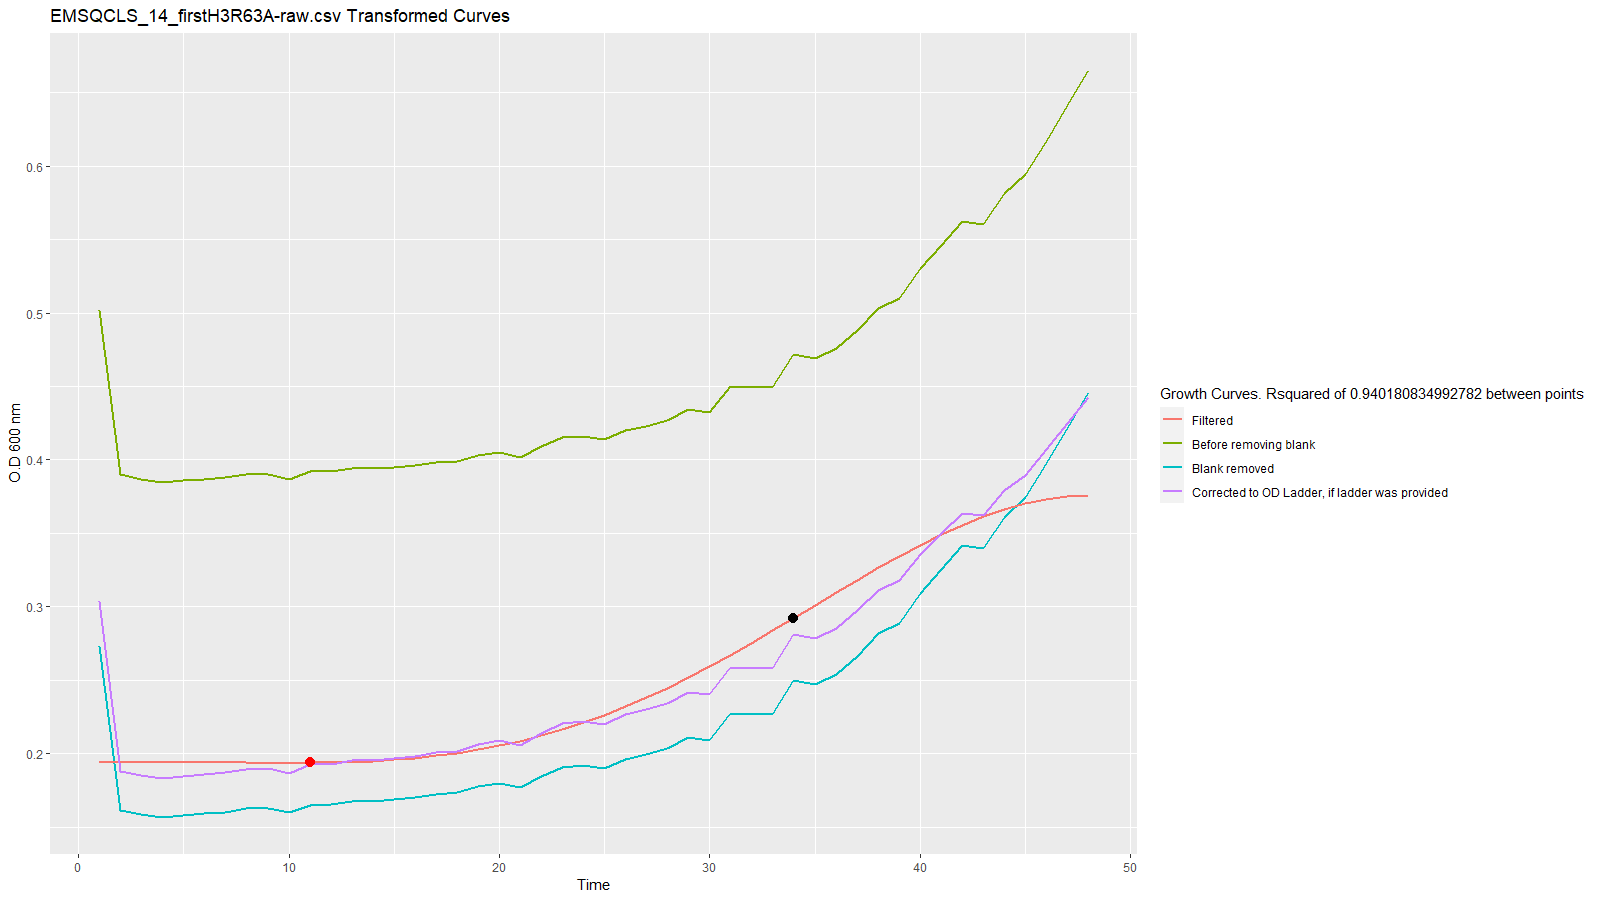 EMSQCLS_14_firstH3R63A-raw.csv Transformed Curves
O.D 600 nm
0.6
0.5
0.4
0.3
0.2
0
10
20
30
40
50
Time
Growth Curves. Rsquared of 0.940180834992782 between points
Filtered
Before removing blank
Blank removed
Corrected to OD Ladder, if ladder was provided